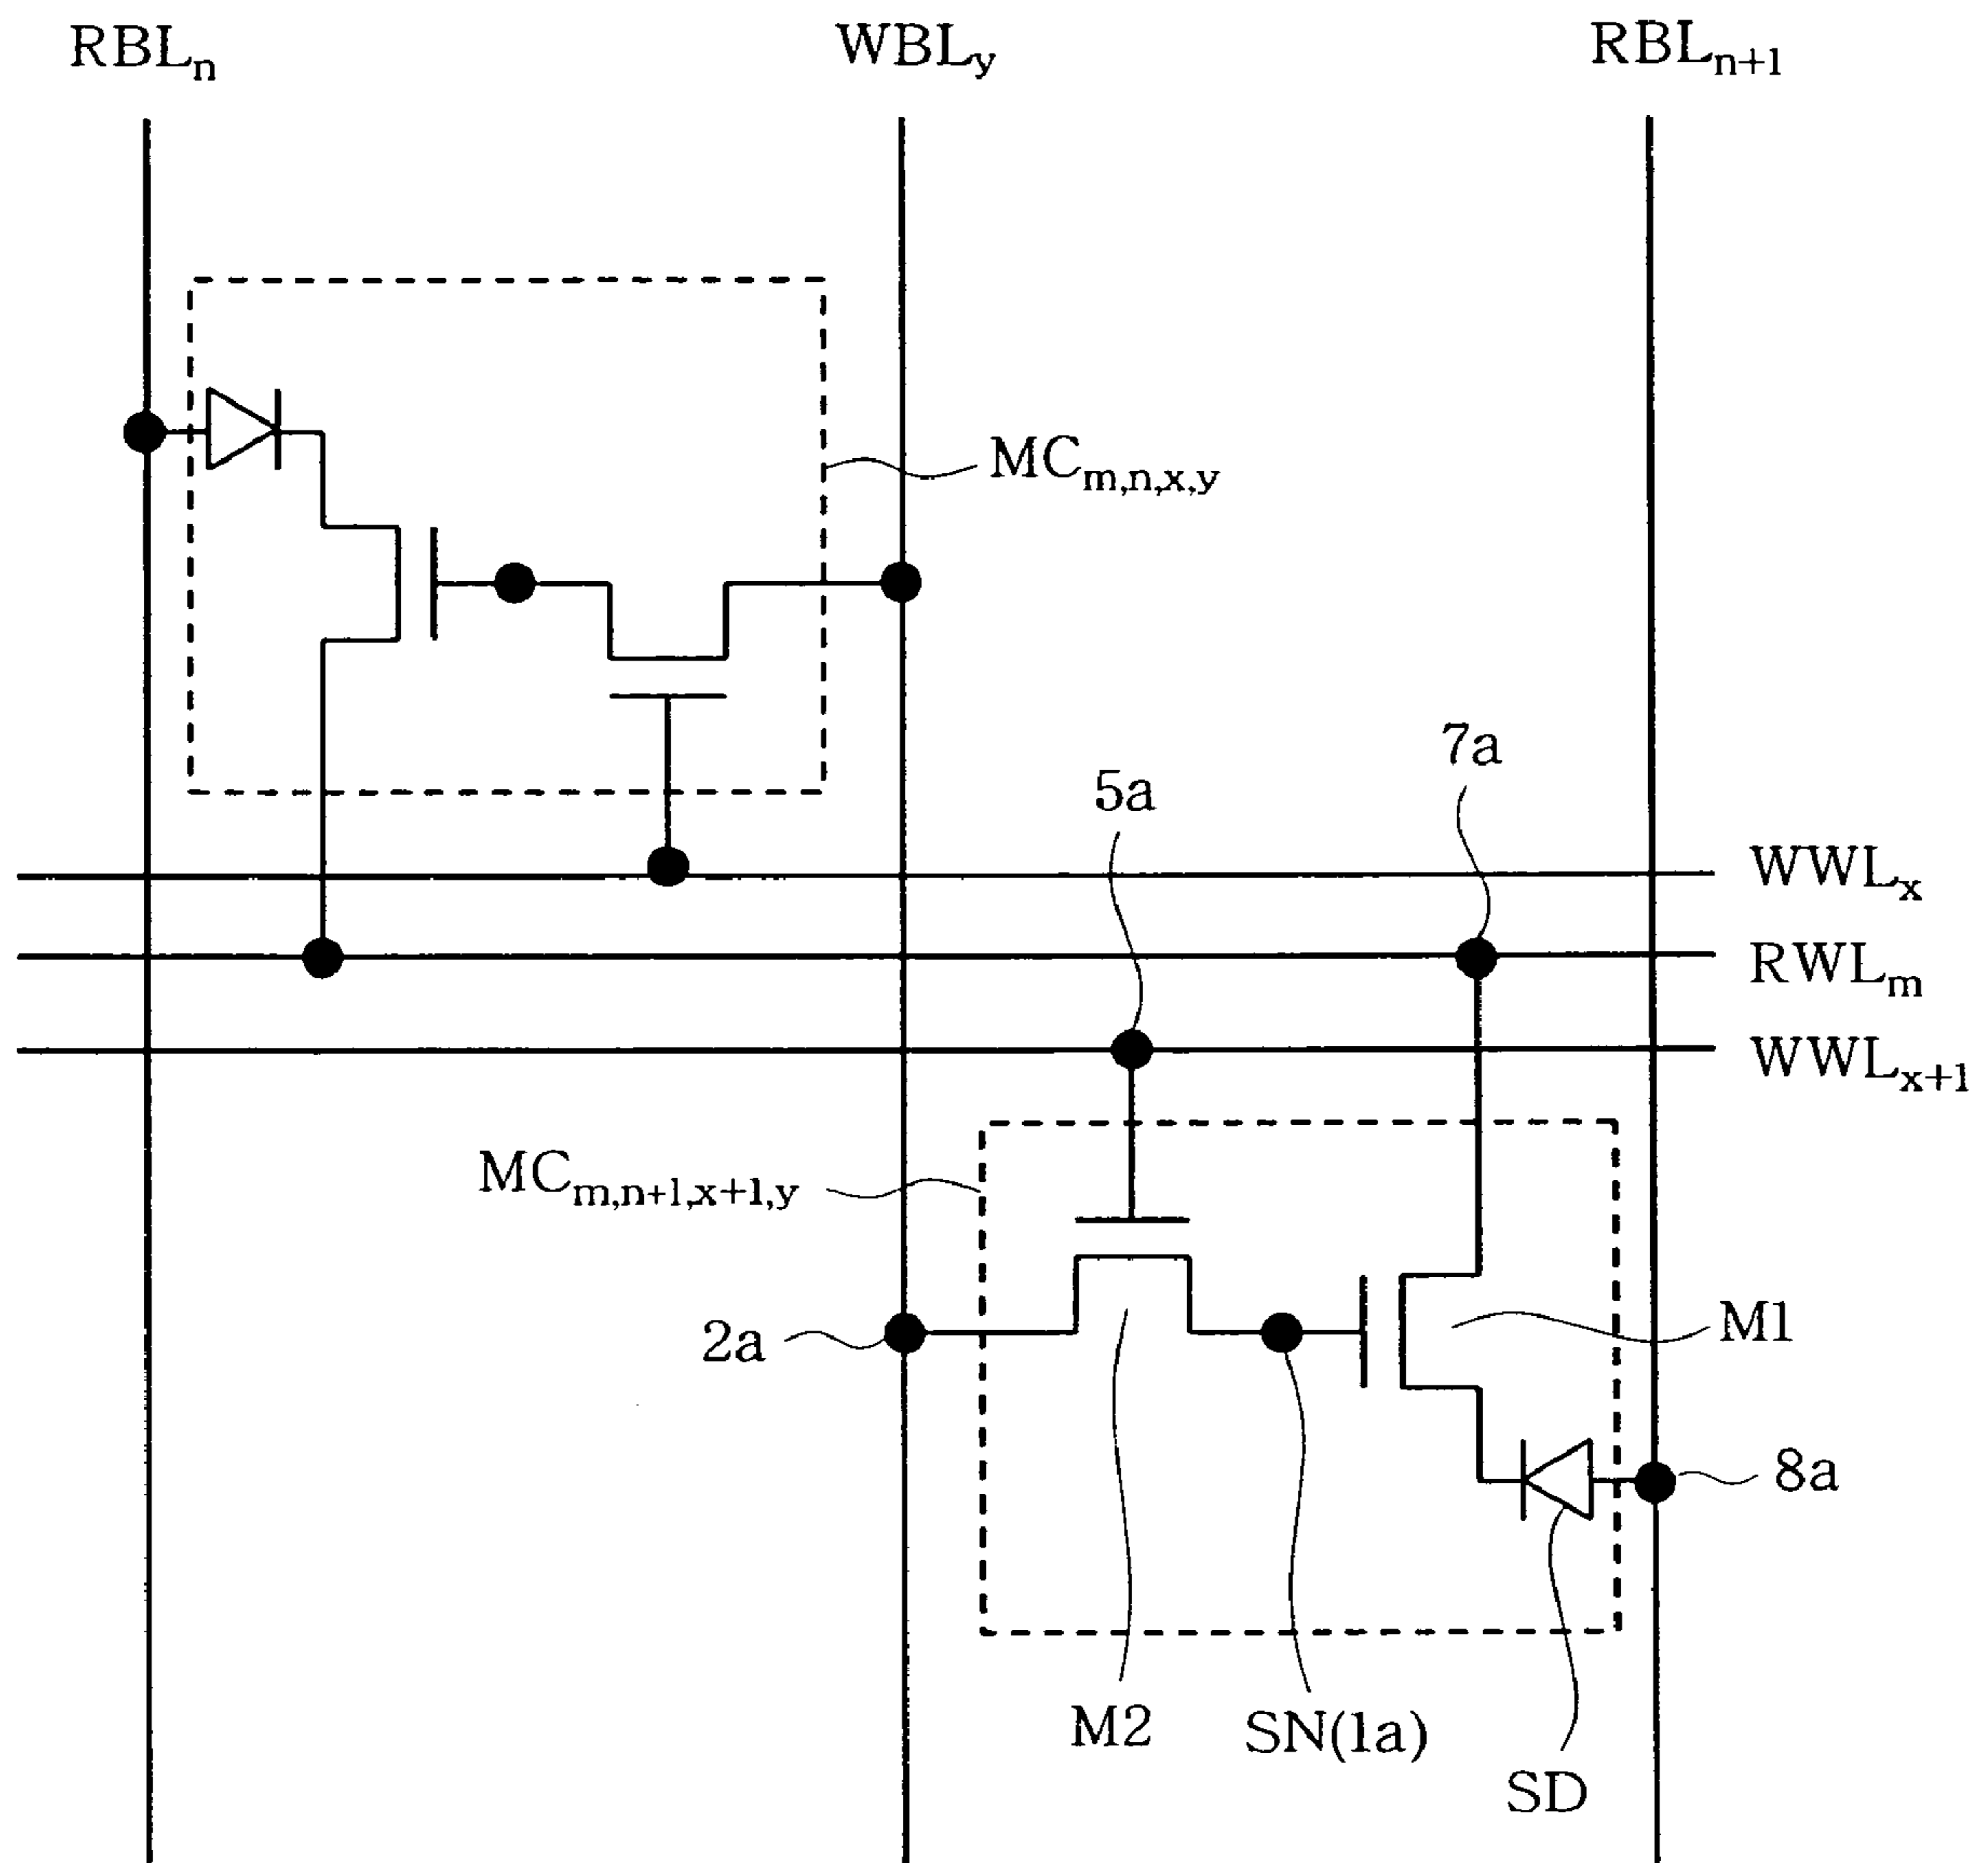 RBLn
WBLy
RBLn+1
MCm,n,x,y
7a
5a
WWLx
RWLm
WWLx+1
MCm,n+1,x+1,y
2a
M1
8a
M2
SN(1a)
SD